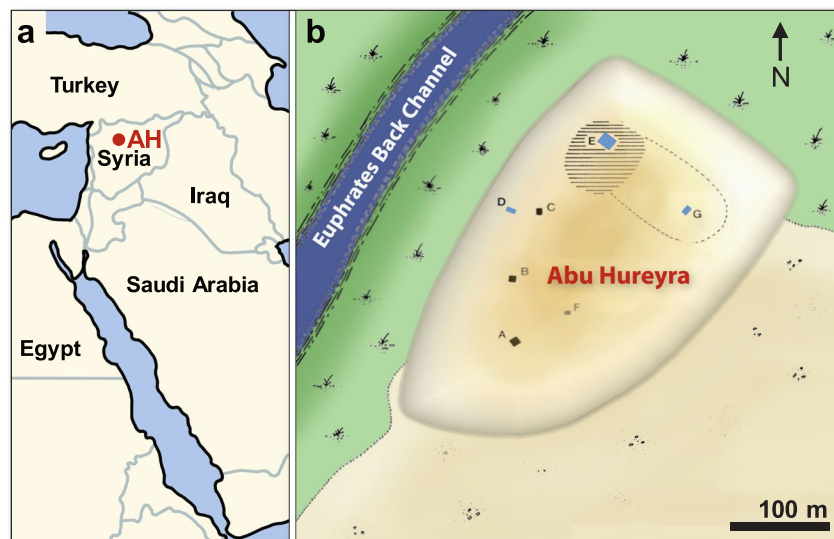 a
Turkey
AH
Syria
Iraq
Saudi Arabia
Egypt
b
Euphrates Back Channel
N
E
D
C
G
B
Abu Hureyra
F
A
100 m